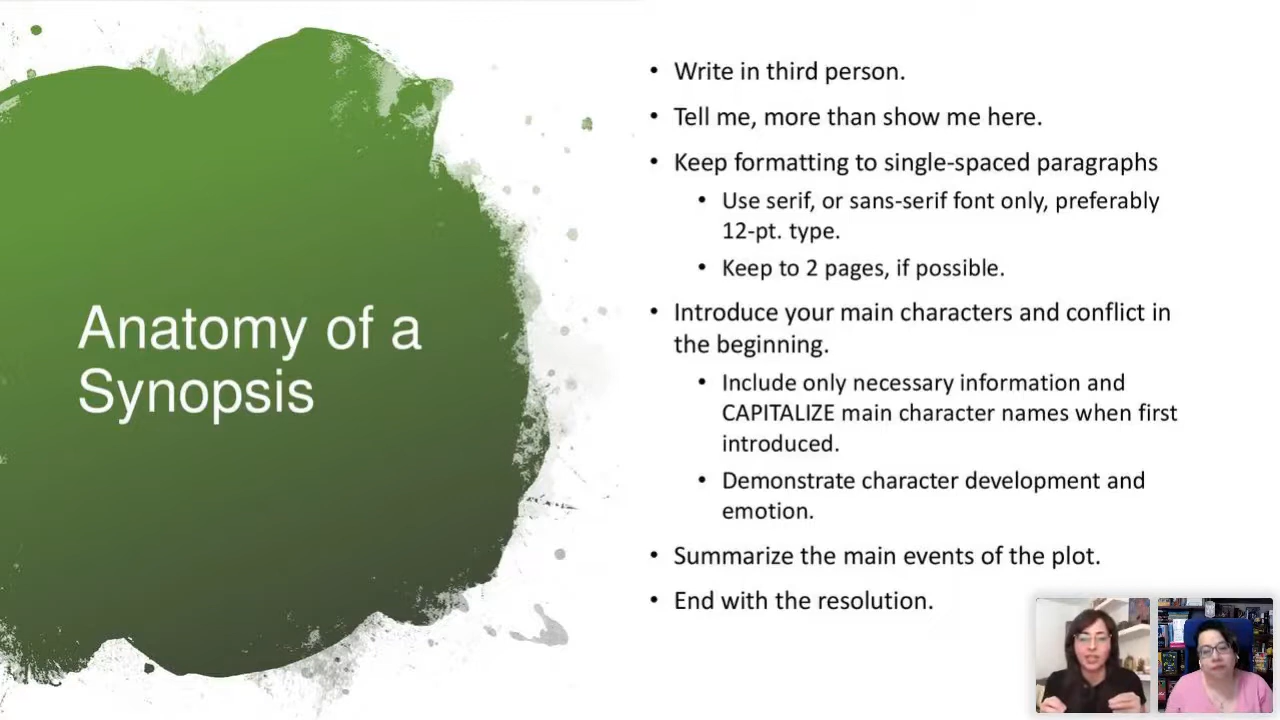 Anatomy of a
Synopsis
• Write in third person.
• Tell me, more than show me here.
• Keep formatting to single-spaced paragraphs
• Use serif, or sans-serif font only, preferably
12-pt. type.
• Keep to 2 pages, if possible.
• Introduce your main characters and conflict in
the beginning.
• Include only necessary information and
CAPITALIZE main character names when first
introduced.
• Demonstrate character development and
emotion.
• Summarize the main events of the plot.
• End with the resolution.